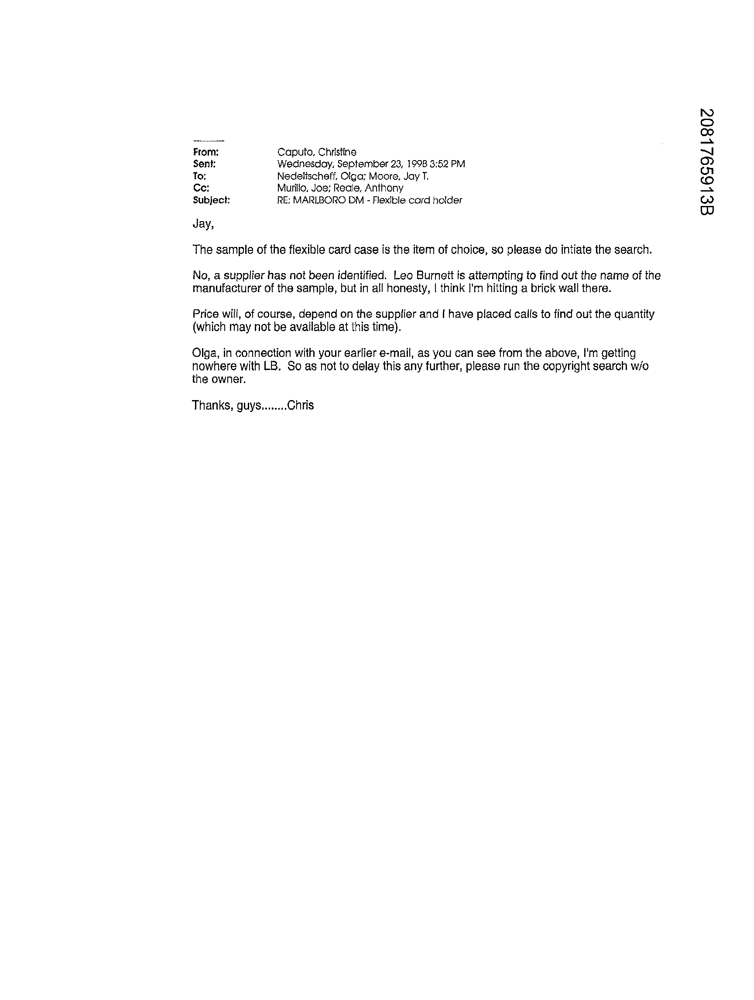 From: Caputo, Christine
Sent: Wednesday, September 23, 1998 3:52 PM
To: Nedeltscheff, Olga; Moore, Jay T.
Cc: Murillo, Joe; Reale, Anthony
Subject: RE: MARLBORO DM - Flexible card holder
Jay,
The sample of the flexible card case is the item of choice, so please do intiate the search.
No, a supplier has not been identified. Leo Burnett is attempting to find out the name of the
manufacturer of the sample, but in all honesty, I think I'm hitting a brick wall there.
Price will, of course, depend on the supplier and I have placed calls to find out the quantity
(which may not be available at this time).
Olga, in connection with your earlier e-mail, as you can see from the above, I'm getting
nowhere with LB. So as not to delay this any further, please run the copyright search w/o
the owner.
Thanks, guys........Chris
2081765913B